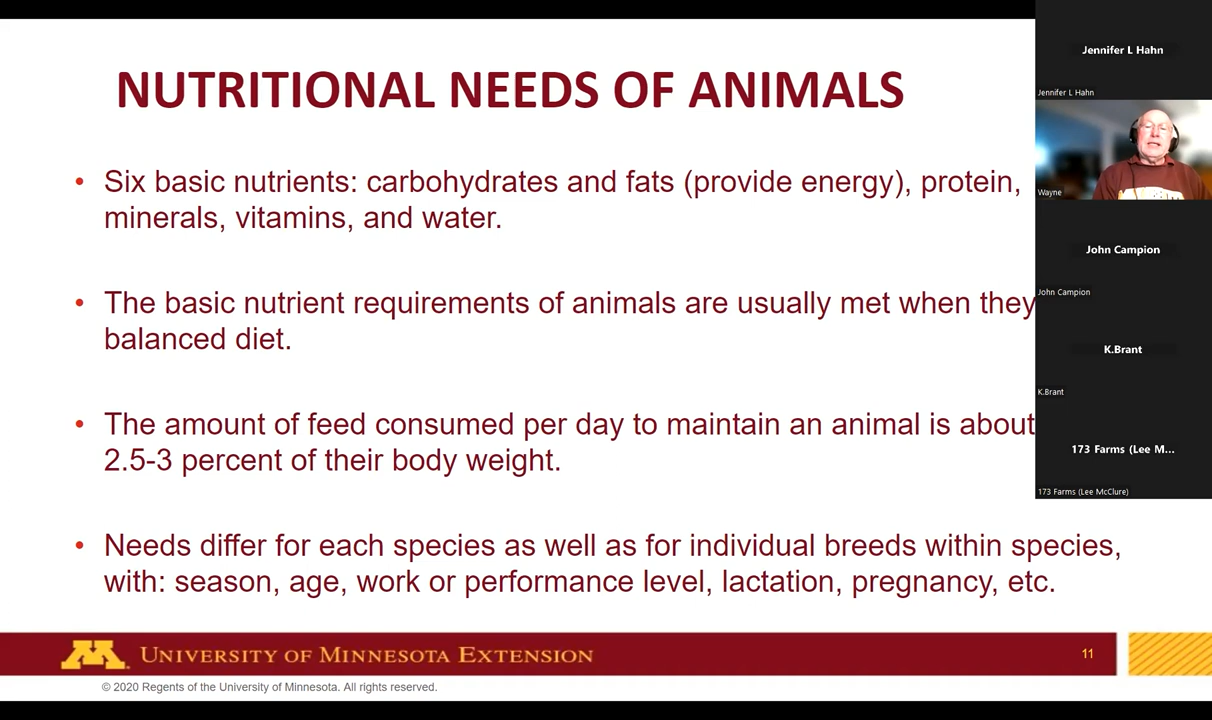 NUTRITIONAL NEEDS OF ANIMALS
• Six basic nutrients: carbohydrates and fats (provide energy), protein,
minerals, vitamins, and water.
• The basic nutrient requirements of animals are usually met when they
balanced diet.
• The amount of feed consumed per day to maintain an animal is about
2.5-3 percent of their body weight.
• Needs differ for each species as well as for individual breeds within species,
with: season, age, work or performance level, lactation, pregnancy, etc.
M
UNIVERSITY OF MINNESOTA EXTENSION
11
© 2020 Regents of the University of Minnesota. All rights reserved.
Jennifer L Hahn
Jennifer L Hahn
Wayne
John Campion
John Campion
K.Brant
K.Brant
173 Farms (Lee M...
173 Farms (Lee McClure)